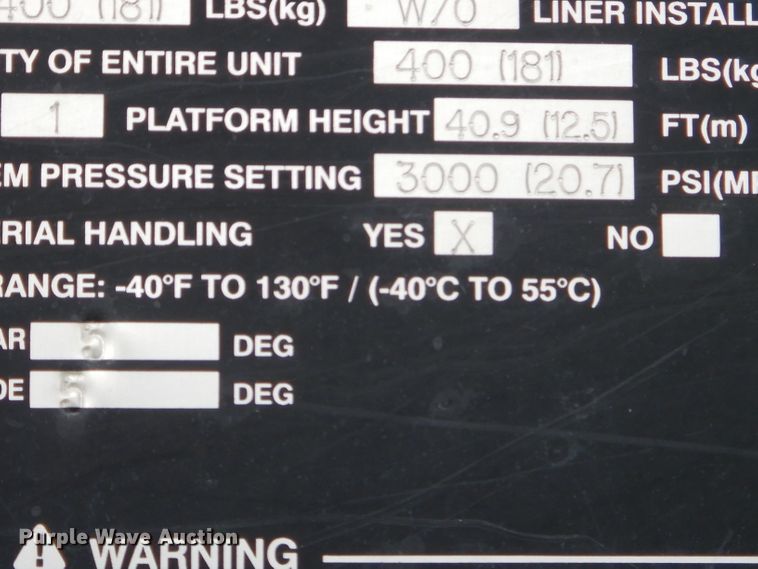 400 (181) LBS(kg) W/O LINER INSTALL
TY OF ENTIRE UNIT 400 (181) LBS(kg
1 PLATFORM HEIGHT 40.9 (12.5) FT(m)
EM PRESSURE SETTING 3000 (20.7) PSI(MP
ERIAL HANDLING YES X NO
RANGE: -40°F TO 130°F / (-40°C TO 55°C)
AR 5 DEG
DE 5 DEG
WARNING
Purple Wave Auction